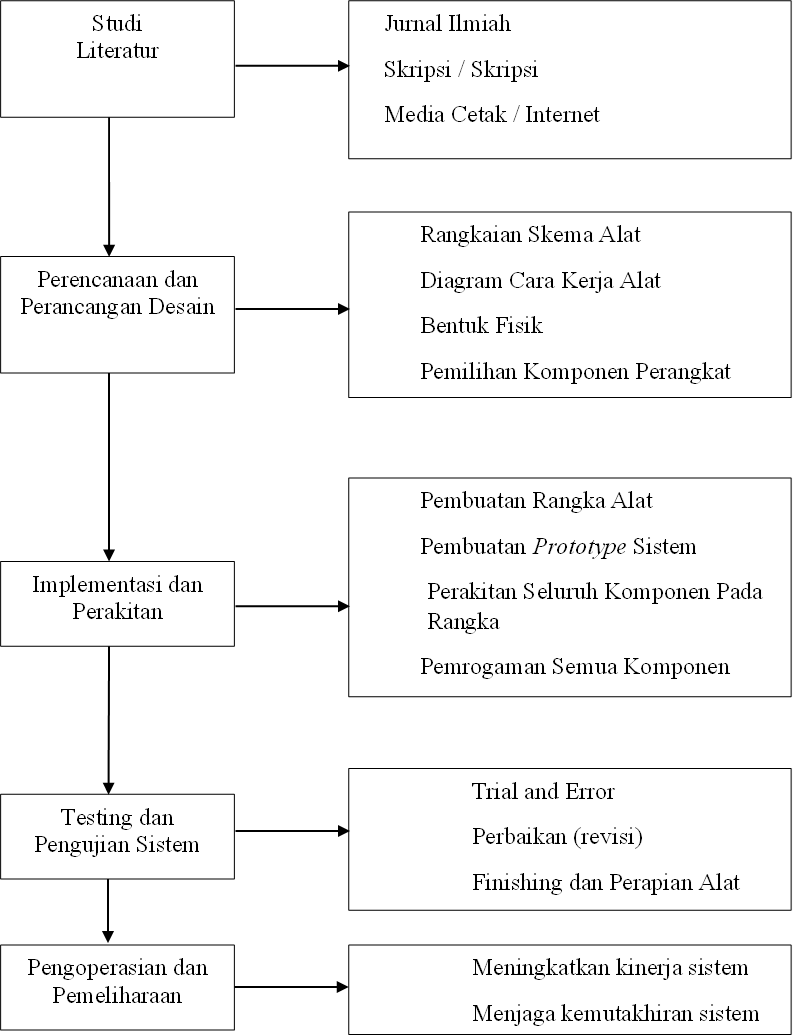 Studi
Literatur
Jurnal Ilmiah
Skripsi / Skripsi
Media Cetak / Internet
Perencanaan dan
Perancangan Desain
Rangkaian Skema Alat
Diagram Cara Kerja Alat
Bentuk Fisik
Pemilihan Komponen Perangkat
Implementasi dan
Perakitan
Pembuatan Rangka Alat
Pembuatan Prototype Sistem
Perakitan Seluruh Komponen Pada
Rangka
Pemrogaman Semua Komponen
Testing dan
Pengujian Sistem
Trial and Error
Perbaikan (revisi)
Finishing dan Perapian Alat
Pengoperasian dan
Pemeliharaan
Meningkatkan kinerja sistem
Menjaga kemutakhiran sistem